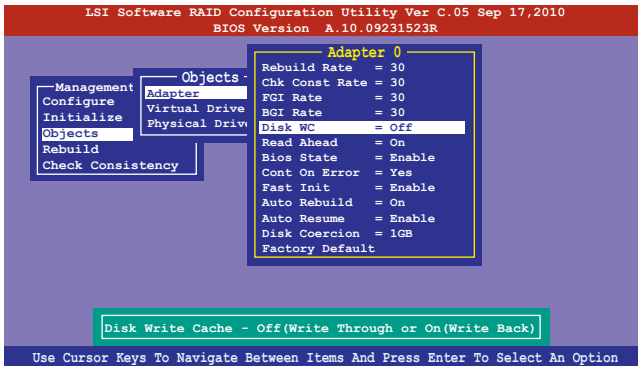 LSI Software RAID Configuration Utility Ver C.05 Sep 17,2010
BIOS Version A.10.09231523R
Management
Configure
Initialize
Objects
Rebuild
Check Consistency
Objects
Adapter
Virtual Drive
Physical Drive
Adapter 0
Rebuild Rate = 30
Chk Const Rate = 30
FGI Rate = 30
BGI Rate = 30
Disk WC = Off
Read Ahead = On
Bios State = Enable
Cont On Error = Yes
Fast Init = Enable
Auto Rebuild = On
Auto Resume = Enable
Disk Coercion = 1GB
Factory Default
Disk Write Cache - Off(Write Through or On(Write Back)
Use Cursor Keys To Navigate Between Items And Press Enter To Select An Option